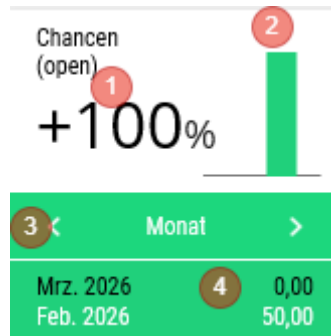 Chancen
(open)
1
2
+100%
3 < Monat >
Mrz. 2026 4 0,00
Feb. 2026 50,00